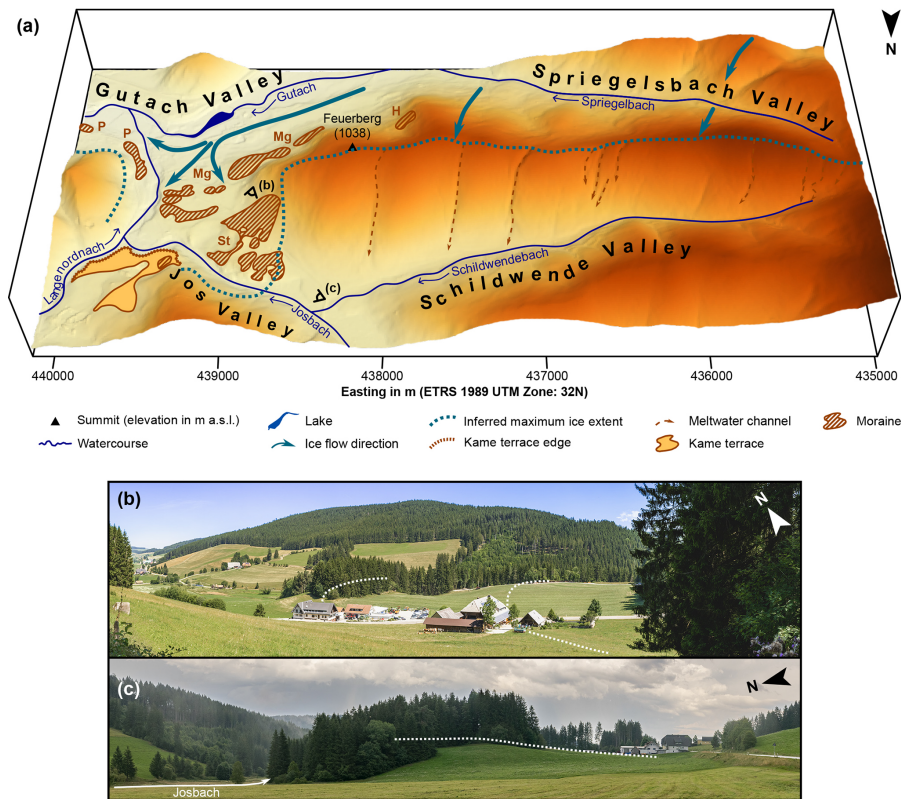 (a)
N
Gutach Valley
Gutach
Spriegelsbach Valley
Spriegelbach
P
P
Mg
H
Feuerberg
(1038)
Mg
(b)
St
Langenordnach
Jos Valley
Josbach
(c)
Schildwendebach
Schildwende Valley
440000
439000
438000
437000
436000
435000
Easting in m (ETRS 1989 UTM Zone: 32N)
Summit (elevation in m a.s.l.)
Lake
Inferred maximum ice extent
Meltwater channel
Moraine
Watercourse
Ice flow direction
Kame terrace edge
Kame terrace
(b)
N
(c)
N
Josbach